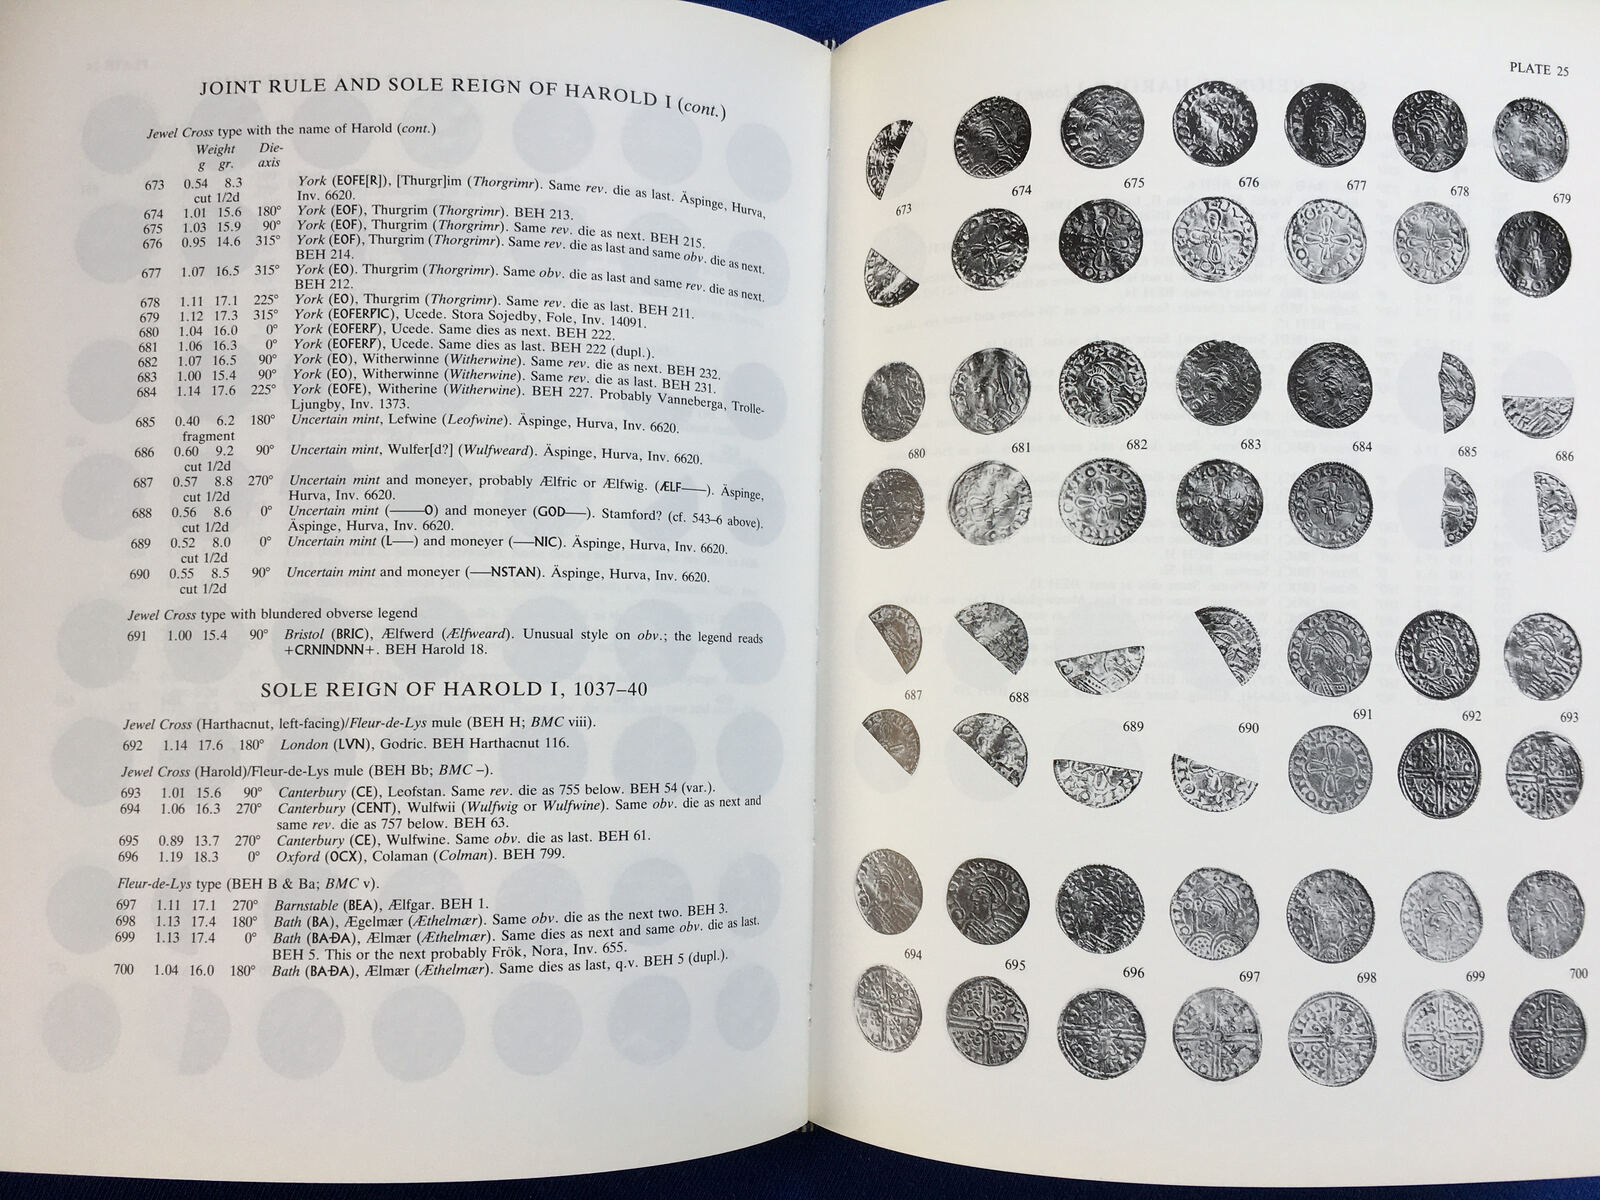 JOINT RULE AND SOLE REIGN OF HAROLD I (cont.)
Jewel Cross type with the name of Harold (cont.)
Weight Die-
g gr. axis
673 0.54 8.3 York (EOFE[R]), [Thurgr]im (Thorgrimr). Same rev. die as last. Äspinge, Hurva,
cut 1/2d Inv. 6620.
674 1.01 15.6 180° York (EOF), Thurgrim (Thorgrimr). BEH 213.
675 1.03 15.9 90° York (EOF), Thurgrim (Thorgrimr). Same rev. die as next. BEH 215.
676 0.95 14.6 315° York (EOF), Thurgrim (Thorgrimr). Same rev. die as last and same obv. die as next.
BEH 214.
677 1.07 16.5 315° York (EO). Thurgrim (Thorgrimr). Same obv. die as last and same rev. die as next.
BEH 212.
678 1.11 17.1 225° York (EO), Thurgrim (Thorgrimr). Same rev. die as last. BEH 211.
679 1.12 17.3 315° York (EOFERǷIC), Ucede. Stora Sojedby, Fole, Inv. 14091.
680 1.04 16.0 0° York (EOFERǷ), Ucede. Same dies as next. BEH 222.
681 1.06 16.3 0° York (EOFERǷ), Ucede. Same dies as last. BEH 222 (dupl.).
682 1.07 16.5 90° York (EO), Witherwinne (Witherwine). Same rev. die as next. BEH 232.
683 1.00 15.4 90° York (EO), Witherwinne (Witherwine). Same rev. die as last. BEH 231.
684 1.14 17.6 225° York (EOFE), Witherine (Witherwine). BEH 227. Probably Vanneberga, Trolle-
Ljungby, Inv. 1373.
685 0.40 6.2 180° Uncertain mint, Lefwine (Leofwine). Äspinge, Hurva, Inv. 6620.
fragment
686 0.60 9.2 90° Uncertain mint, Wulfer[d?] (Wulfweard). Äspinge, Hurva, Inv. 6620.
cut 1/2d
687 0.57 8.8 270° Uncertain mint and moneyer, probably Ælfric or Ælfwig. (ÆLF——). Äspinge,
cut 1/2d Hurva, Inv. 6620.
688 0.56 8.6 0° Uncertain mint (——O) and moneyer (GOD——). Stamford? (cf. 543–6 above).
cut 1/2d Äspinge, Hurva, Inv. 6620.
689 0.52 8.0 0° Uncertain mint (L——) and moneyer (——NIC). Äspinge, Hurva, Inv. 6620.
cut 1/2d
690 0.55 8.5 90° Uncertain mint and moneyer (——NSTAN). Äspinge, Hurva, Inv. 6620.
cut 1/2d
Jewel Cross type with blundered obverse legend
691 1.00 15.4 90° Bristol (BRIC), Ælfwerd (Ælfweard). Unusual style on obv.; the legend reads
+CRNINDNN+. BEH Harold 18.
SOLE REIGN OF HAROLD I, 1037–40
Jewel Cross (Harthacnut, left-facing)/Fleur-de-Lys mule (BEH H; BMC viii).
692 1.14 17.6 180° London (LVN), Godric. BEH Harthacnut 116.
Jewel Cross (Harold)/Fleur-de-Lys mule (BEH Bb; BMC –).
693 1.01 15.6 90° Canterbury (CE), Leofstan. Same rev. die as 755 below. BEH 54 (var.).
694 1.06 16.3 270° Canterbury (CENT), Wulfwii (Wulfwig or Wulfwine). Same obv. die as next and
same rev. die as 757 below. BEH 63.
695 0.89 13.7 270° Canterbury (CE), Wulfwine. Same obv. die as last. BEH 61.
696 1.19 18.3 0° Oxford (OCX), Colaman (Colman). BEH 799.
Fleur-de-Lys type (BEH B & Ba; BMC v).
697 1.11 17.1 270° Barnstable (BEA), Ælfgar. BEH 1.
698 1.13 17.4 180° Bath (BA), Ægelmær (Æthelmær). Same obv. die as the next two. BEH 3.
699 1.13 17.4 0° Bath (BAÐA), Ælmær (Æthelmær). Same dies as next and same obv. die as last.
BEH 5. This or the next probably Frök, Nora, Inv. 655.
700 1.04 16.0 180° Bath (BAÐA), Ælmær (Æthelmær). Same dies as last, q.v. BEH 5 (dupl.).
PLATE 25
673 674 675 676 677 678 679
680 681 682 683 684 685 686
687 688 689 690 691 692 693
694 695 696 697 698 699 700